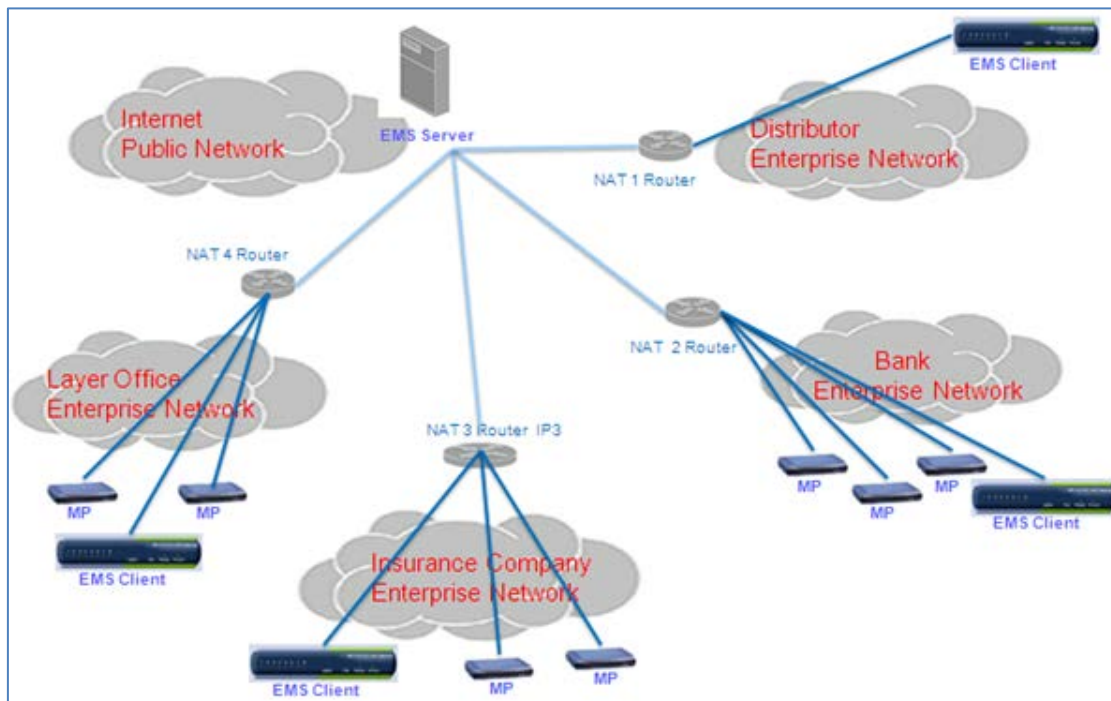 EMS Client
Internet
Public Network
EMS Server
Distributor
Enterprise Network
NAT 1 Router
NAT 4 Router
NAT 2 Router
Bank
Enterprise Network
Layer Office
Enterprise Network
NAT 3 Router IP3
MP
MP
MP
MP
MP
EMS Client
EMS Client
Insurance Company
Enterprise Network
EMS Client
MP
MP